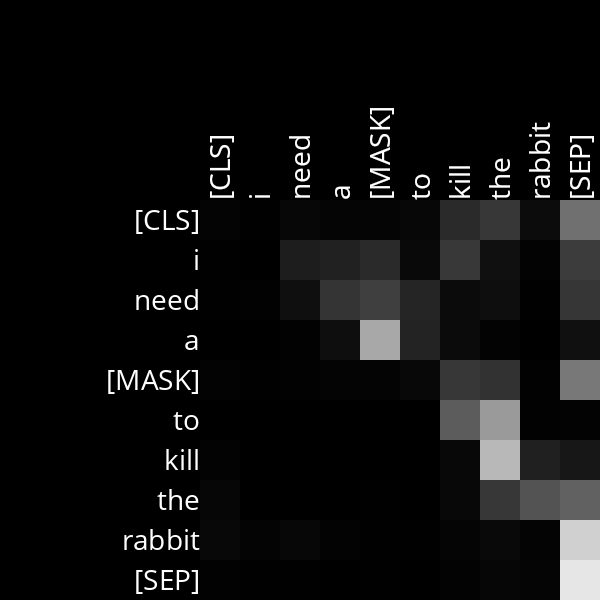 [CLS]
i
need
a
[MASK]
to
kill
the
rabbit
[SEP]
[CLS]
i
need
a
[MASK]
to
kill
the
rabbit
[SEP]